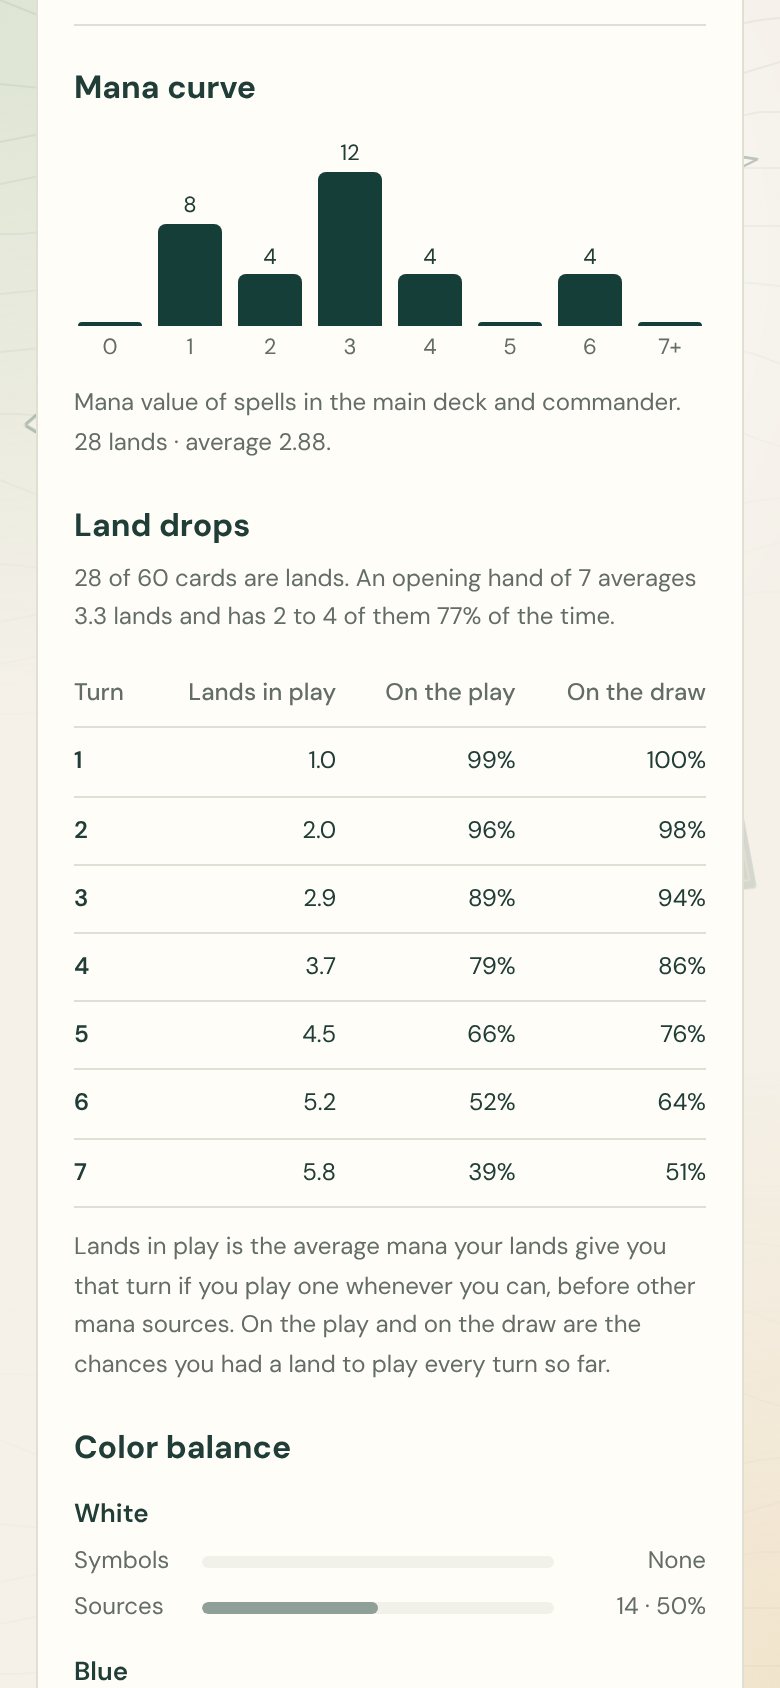 Mana curve
12
8
4
4
4
0 1 2 3 4 5 6 7+
Mana value of spells in the main deck and commander.
28 lands · average 2.88.
Land drops
28 of 60 cards are lands. An opening hand of 7 averages
3.3 lands and has 2 to 4 of them 77% of the time.
Turn Lands in play On the play On the draw
1 1.0 99% 100%
2 2.0 96% 98%
3 2.9 89% 94%
4 3.7 79% 86%
5 4.5 66% 76%
6 5.2 52% 64%
7 5.8 39% 51%
Lands in play is the average mana your lands give you
that turn if you play one whenever you can, before other
mana sources. On the play and on the draw are the
chances you had a land to play every turn so far.
Color balance
White
Symbols None
Sources 14 · 50%
Blue